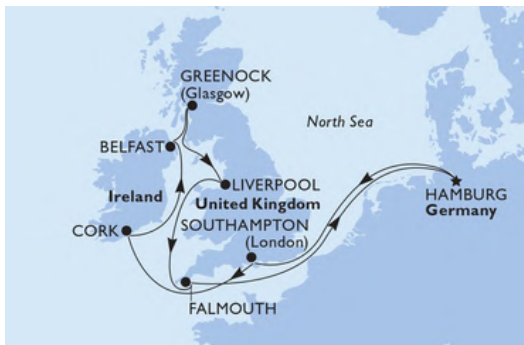 GREENOCK
(Glasgow)
North Sea
BELFAST
LIVERPOOL
HAMBURG
Ireland
United Kingdom
Germany
CORK
SOUTHAMPTON
(London)
FALMOUTH